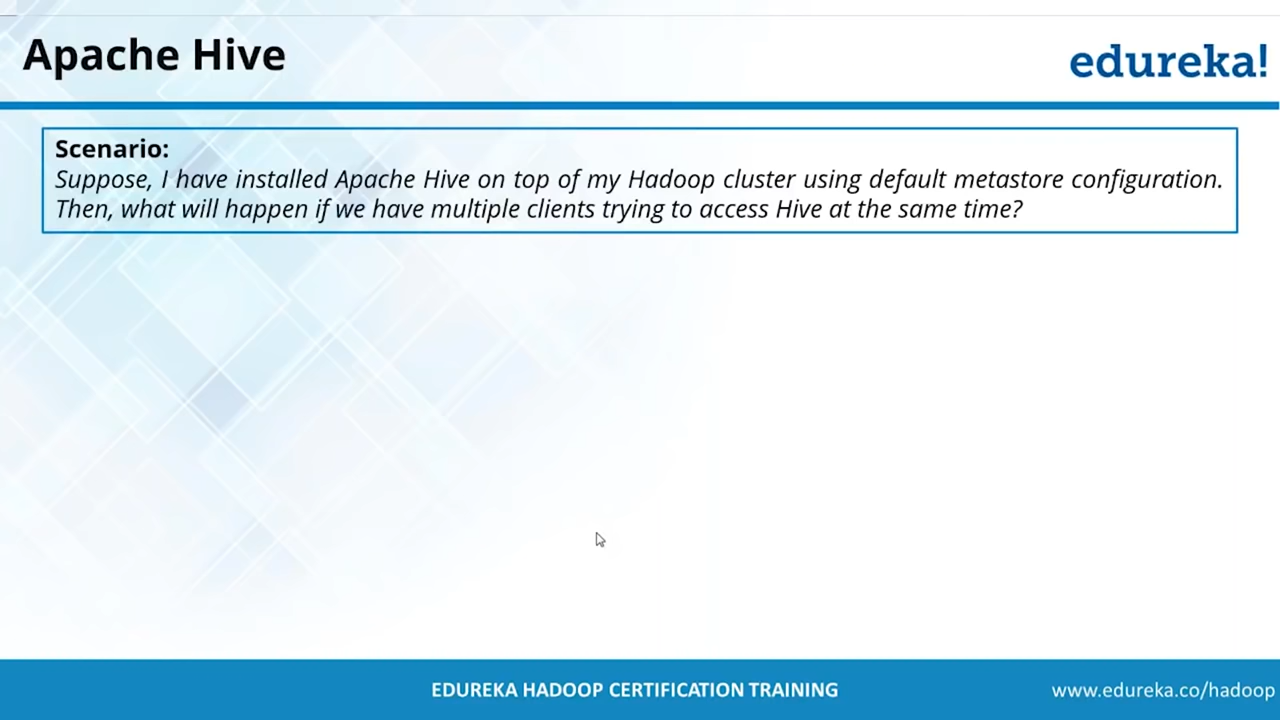 Apache Hive
edureka!
Scenario:
Suppose, I have installed Apache Hive on top of my Hadoop cluster using default metastore configuration.
Then, what will happen if we have multiple clients trying to access Hive at the same time?
EDUREKA HADOOP CERTIFICATION TRAINING
www.edureka.co/hadoop